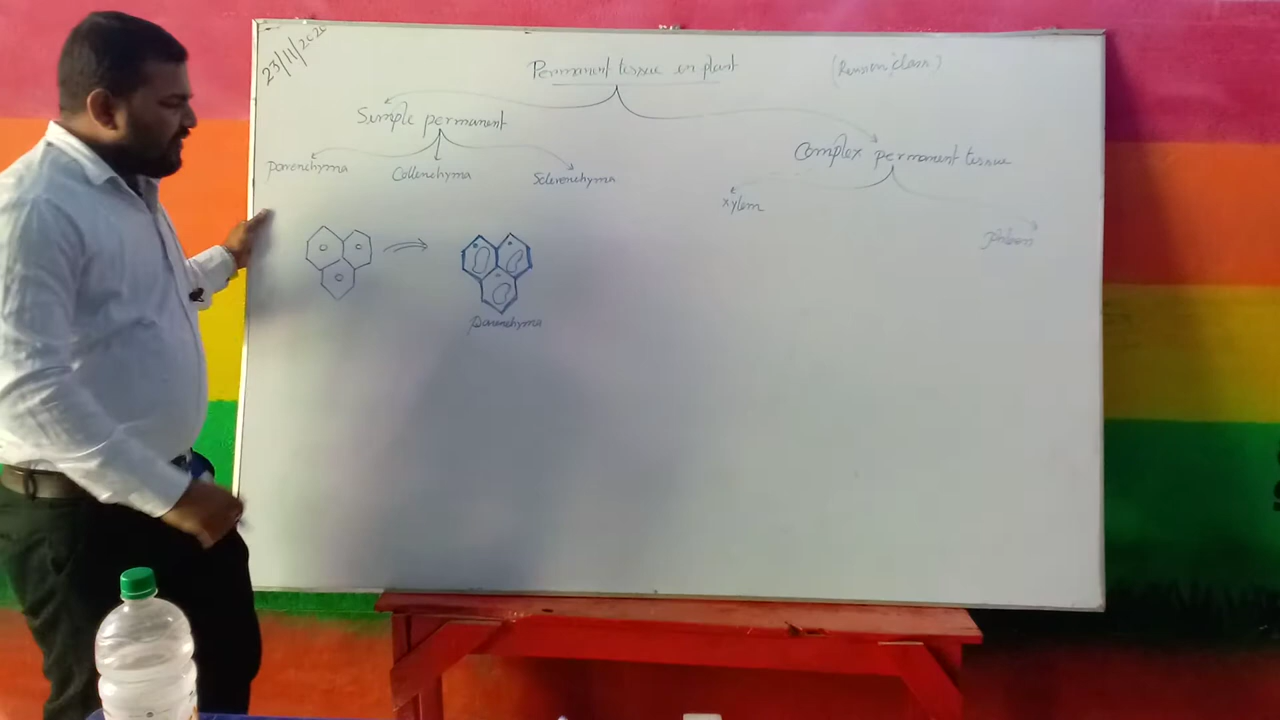 23/11/2020
Permanent tissue in plant
(Revision class)
Simple permanent
Complex permanent tissue
Parenchyma
Collenchyma
Sclerenchyma
xylem
Phloem
parenchyma